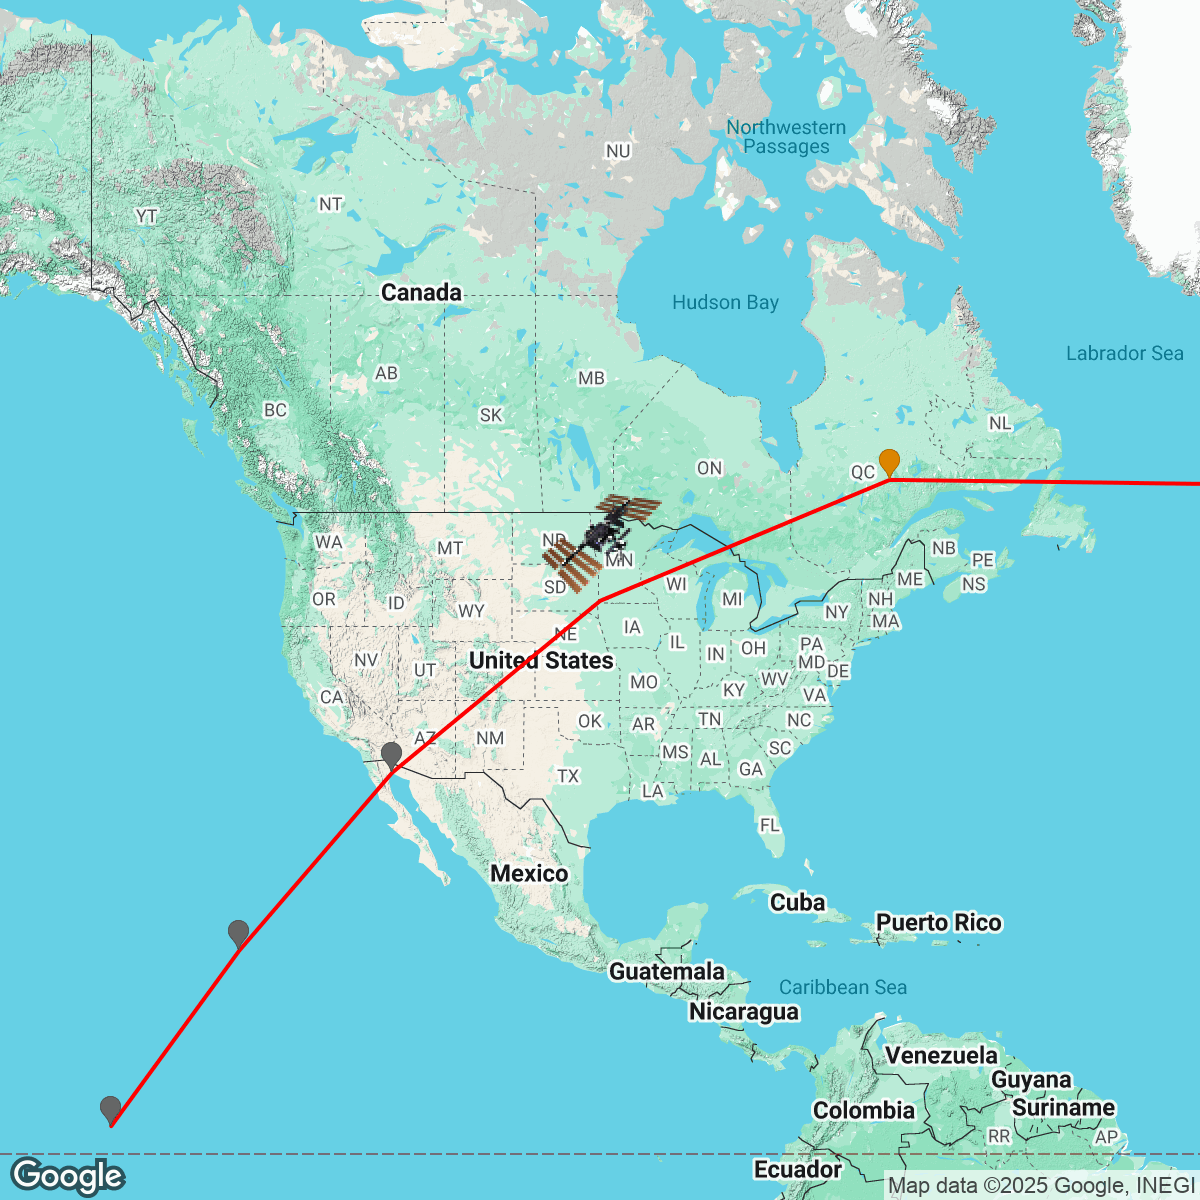 Northwestern
Passages
NU
NT
YT
Canada
Hudson Bay
Labrador Sea
AB
MB
BC
SK
NL
ON
QC
WA
MT
ND
MN
NB
PE
ME
NS
OR
ID
WY
SD
WI
MI
NH
NY
MA
NE
IA
IL
IN
OH
PA
MD
DE
NV
UT
United States
CA
MO
KY
WV
VA
AZ
NM
OK
AR
TN
NC
MS
AL
SC
GA
TX
LA
FL
Mexico
Cuba
Puerto Rico
Guatemala
Caribbean Sea
Nicaragua
Venezuela
Guyana
Colombia
Suriname
RR
AP
Ecuador
Google
Map data ©2025 Google, INEGI